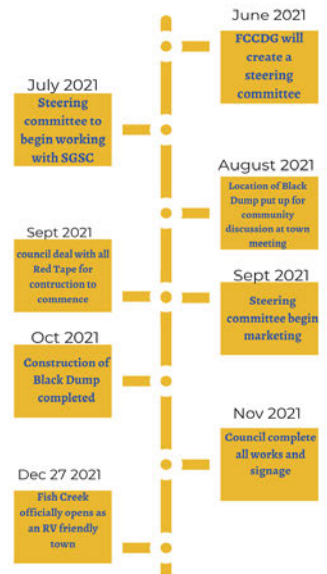 June 2021
FCCDG will
create a
steering
committee
July 2021
Steering
committee to
begin working
with SGSC
August 2021
Location of Black
Dump put up for
community
discussion at town
meeting
Sept 2021
council deal with all
Red Tape for
contruction to
commence
Sept 2021
Steering
committee begin
marketing
Oct 2021
Construction of
Black Dump
completed
Nov 2021
Council complete
all works and
signage
Dec 27 2021
Fish Creek
officially opens as
an RV friendly
town